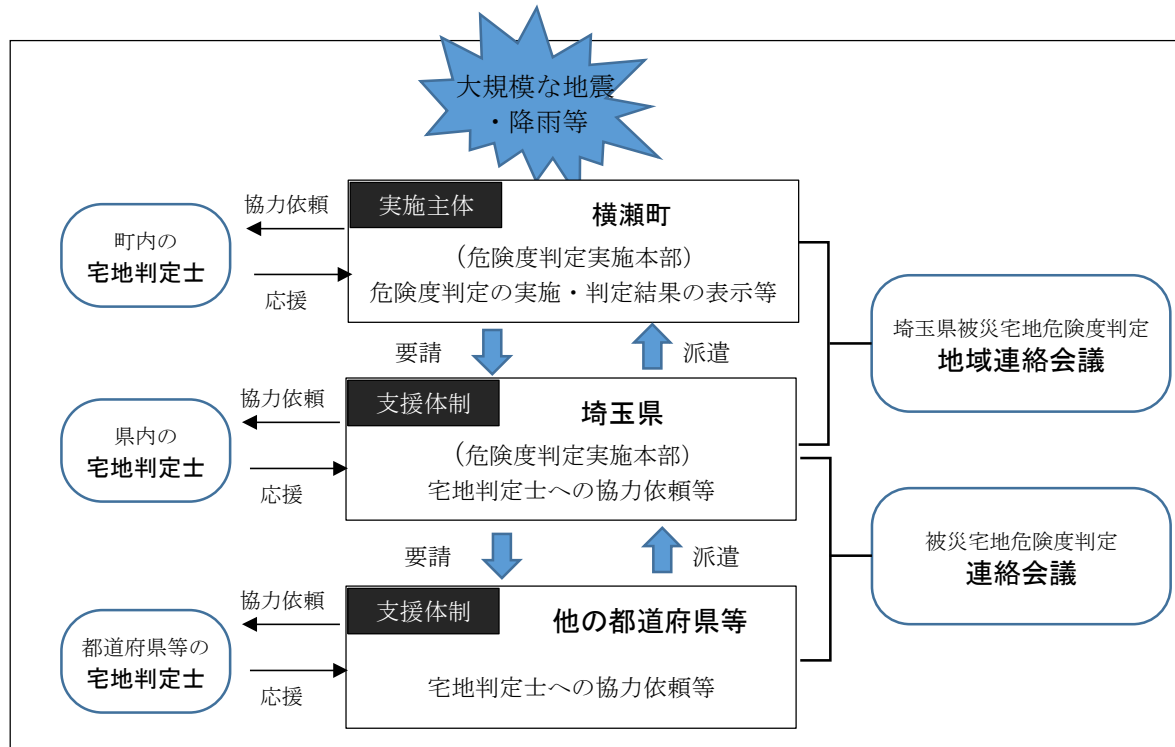 大規模な地震
・降雨等
実施主体
横瀬町
(危険度判定実施本部)
危険度判定の実施・判定結果の表示等
協力依頼
町内の
宅地判定士
応援
要請
派遣
埼玉県被災宅地危険度判定
地域連絡会議
支援体制
埼玉県
(危険度判定実施本部)
宅地判定士への協力依頼等
協力依頼
県内の
宅地判定士
応援
要請
派遣
被災宅地危険度判定
連絡会議
支援体制
他の都道府県等
宅地判定士への協力依頼等
協力依頼
都道府県等の
宅地判定士
応援